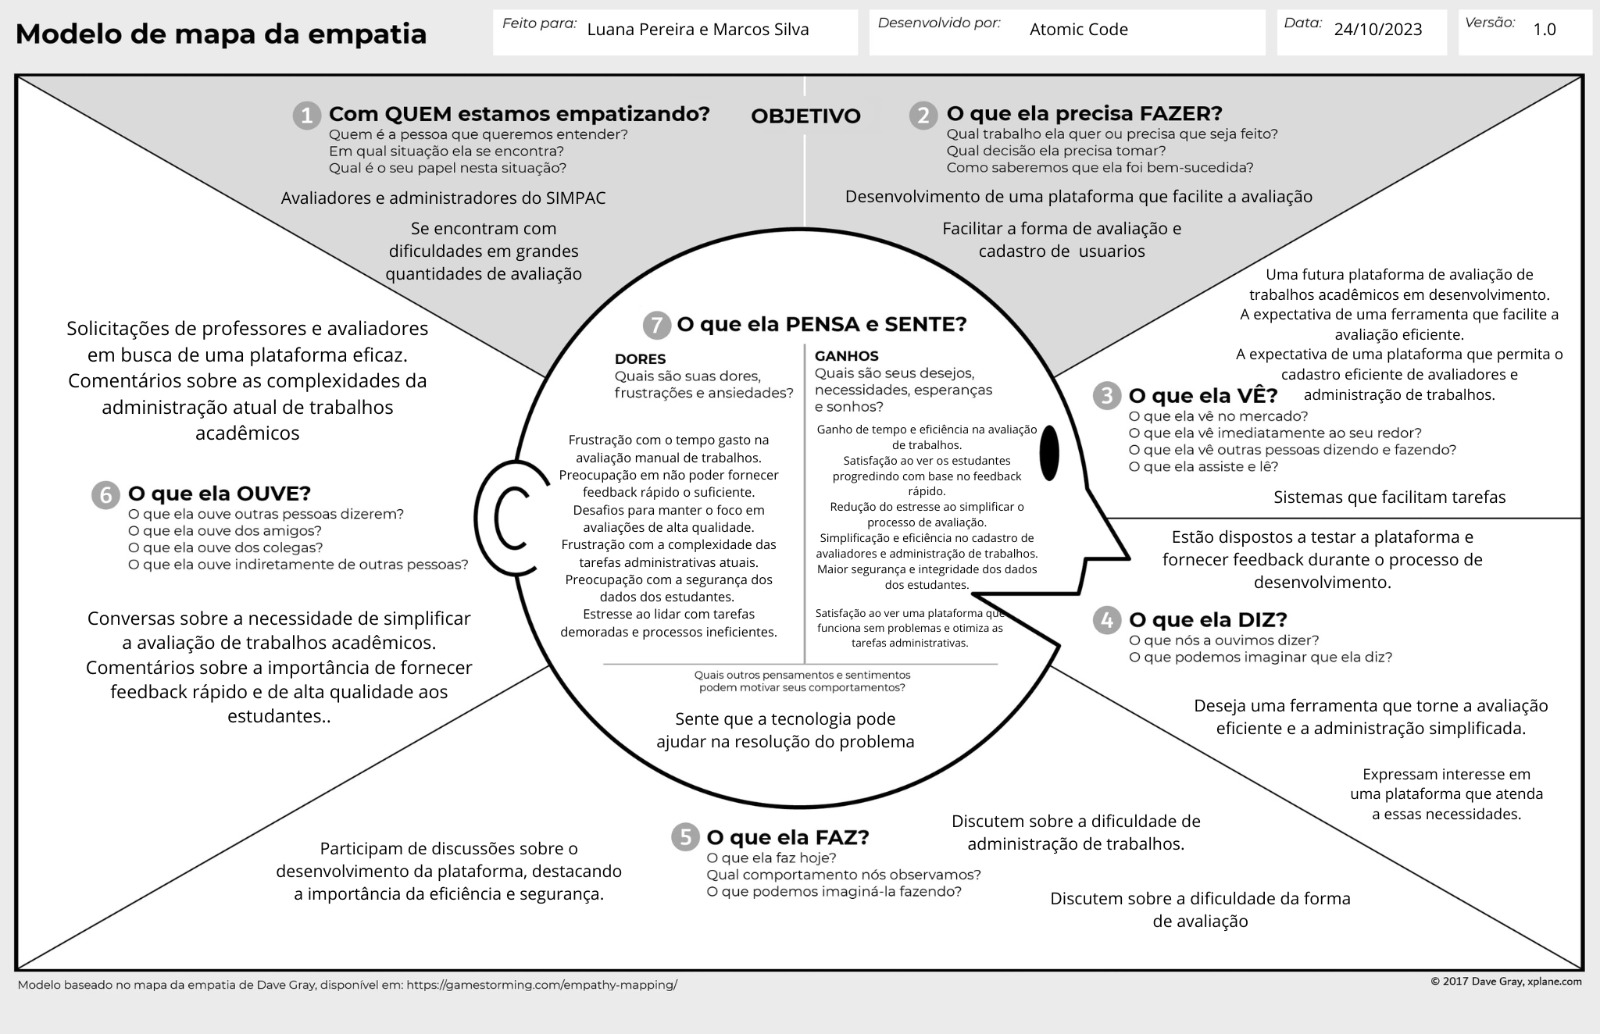 Modelo de mapa da empatia
Feito para: Luana Pereira e Marcos Silva
Desenvolvido por: Atomic Code
Data: 24/10/2023
Versão: 1.0
1 Com QUEM estamos empatizando?
Quem é a pessoa que queremos entender?
Em qual situação ela se encontra?
Qual é o seu papel nesta situação?
Avaliadores e administradores do SIMPAC
Se encontram com
dificuldades em grandes
quantidades de avaliação
OBJETIVO
2 O que ela precisa FAZER?
Qual trabalho ela quer ou precisa que seja feito?
Qual decisão ela precisa tomar?
Como saberemos que ela foi bem-sucedida?
Desenvolvimento de uma plataforma que facilite a avaliação
Facilitar a forma de avaliação e
cadastro de usuarios
Uma futura plataforma de avaliação de
trabalhos acadêmicos em desenvolvimento.
A expectativa de uma ferramenta que facilite a
avaliação eficiente.
A expectativa de uma plataforma que permita o
cadastro eficiente de avaliadores e
administração de trabalhos.
3 O que ela VÊ?
O que ela vê no mercado?
O que ela vê imediatamente ao seu redor?
O que ela vê outras pessoas dizendo e fazendo?
O que ela assiste e lê?
Sistemas que facilitam tarefas
Estão dispostos a testar a plataforma e
fornecer feedback durante o processo de
desenvolvimento.
4 O que ela DIZ?
O que nós a ouvimos dizer?
O que podemos imaginar que ela diz?
Deseja uma ferramenta que torne a avaliação
eficiente e a administração simplificada.
Expressam interesse em
uma plataforma que atenda
a essas necessidades.
5 O que ela FAZ?
O que ela faz hoje?
Qual comportamento nós observamos?
O que podemos imaginá-la fazendo?
Discutem sobre a dificuldade de
administração de trabalhos.
Discutem sobre a dificuldade da forma
de avaliação
Participam de discussões sobre o
desenvolvimento da plataforma, destacando
a importância da eficiência e segurança.
Solicitações de professores e avaliadores
em busca de uma plataforma eficaz.
Comentários sobre as complexidades da
administração atual de trabalhos
acadêmicos
6 O que ela OUVE?
O que ela ouve outras pessoas dizerem?
O que ela ouve dos amigos?
O que ela ouve dos colegas?
O que ela ouve indiretamente de outras pessoas?
Conversas sobre a necessidade de simplificar
a avaliação de trabalhos acadêmicos.
Comentários sobre a importância de fornecer
feedback rápido e de alta qualidade aos
estudantes..
7 O que ela PENSA e SENTE?
DORES
Quais são suas dores,
frustrações e ansiedades?
Frustração com o tempo gasto na
avaliação manual de trabalhos.
Preocupação em não poder fornecer
feedback rápido o suficiente.
Desafios para manter o foco em
avaliações de alta qualidade.
Frustração com a complexidade das
tarefas administrativas atuais.
Preocupação com a segurança dos
dados dos estudantes.
Estresse ao lidar com tarefas
demoradas e processos ineficientes.
GANHOS
Quais são seus desejos,
necessidades, esperanças
e sonhos?
Ganho de tempo e eficiência na avaliação
de trabalhos.
Satisfação ao ver os estudantes
progredindo com base no feedback
rápido.
Redução do estresse ao simplificar o
processo de avaliação.
Simplificação e eficiência no cadastro de
avaliadores e administração de trabalhos.
Maior segurança e integridade dos dados
dos estudantes.
Satisfação ao ver uma plataforma que
funciona sem problemas e otimiza as
tarefas administrativas.
Quais outros pensamentos e sentimentos
podem motivar seus comportamentos?
Sente que a tecnologia pode
ajudar na resolução do problema
Modelo baseado no mapa da empatia de Dave Gray, disponível em: https://gamestorming.com/empathy-mapping/
© 2017 Dave Gray, xplane.com